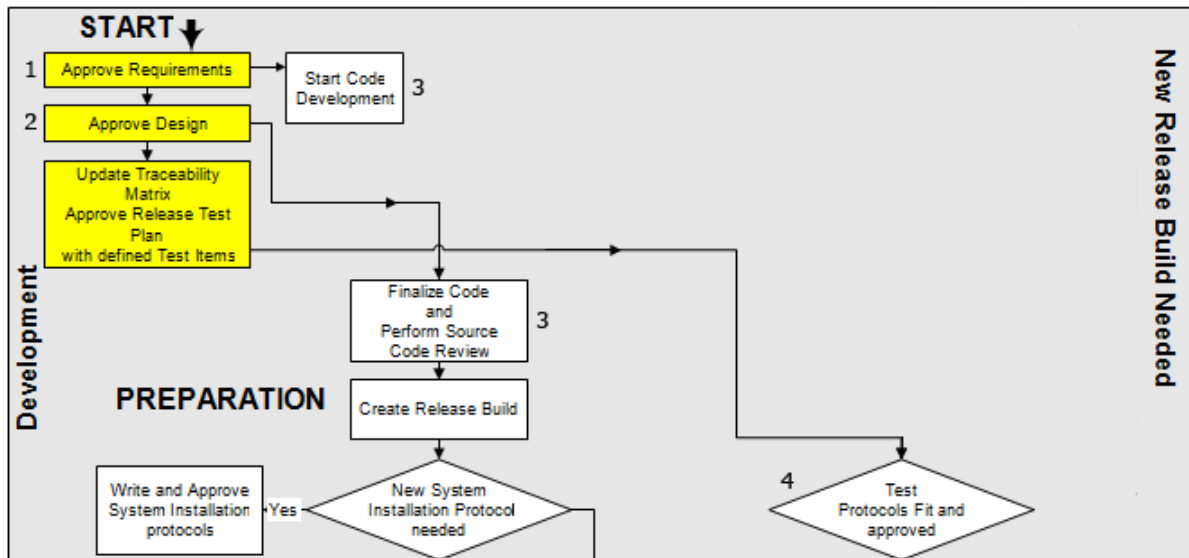 START
1
Approve Requirements
Start Code
Development
3
2
Approve Design
Update Traceability
Matrix
Approve Release Test
Plan
with defined Test Items
Development
New Release Build Needed
Finalize Code
and
Perform Source
Code Review
3
PREPARATION
Create Release Build
Write and Approve
System Installation
protocols
Yes
New System
Installation Protocol
needed
4
Test
Protocols Fit and
approved